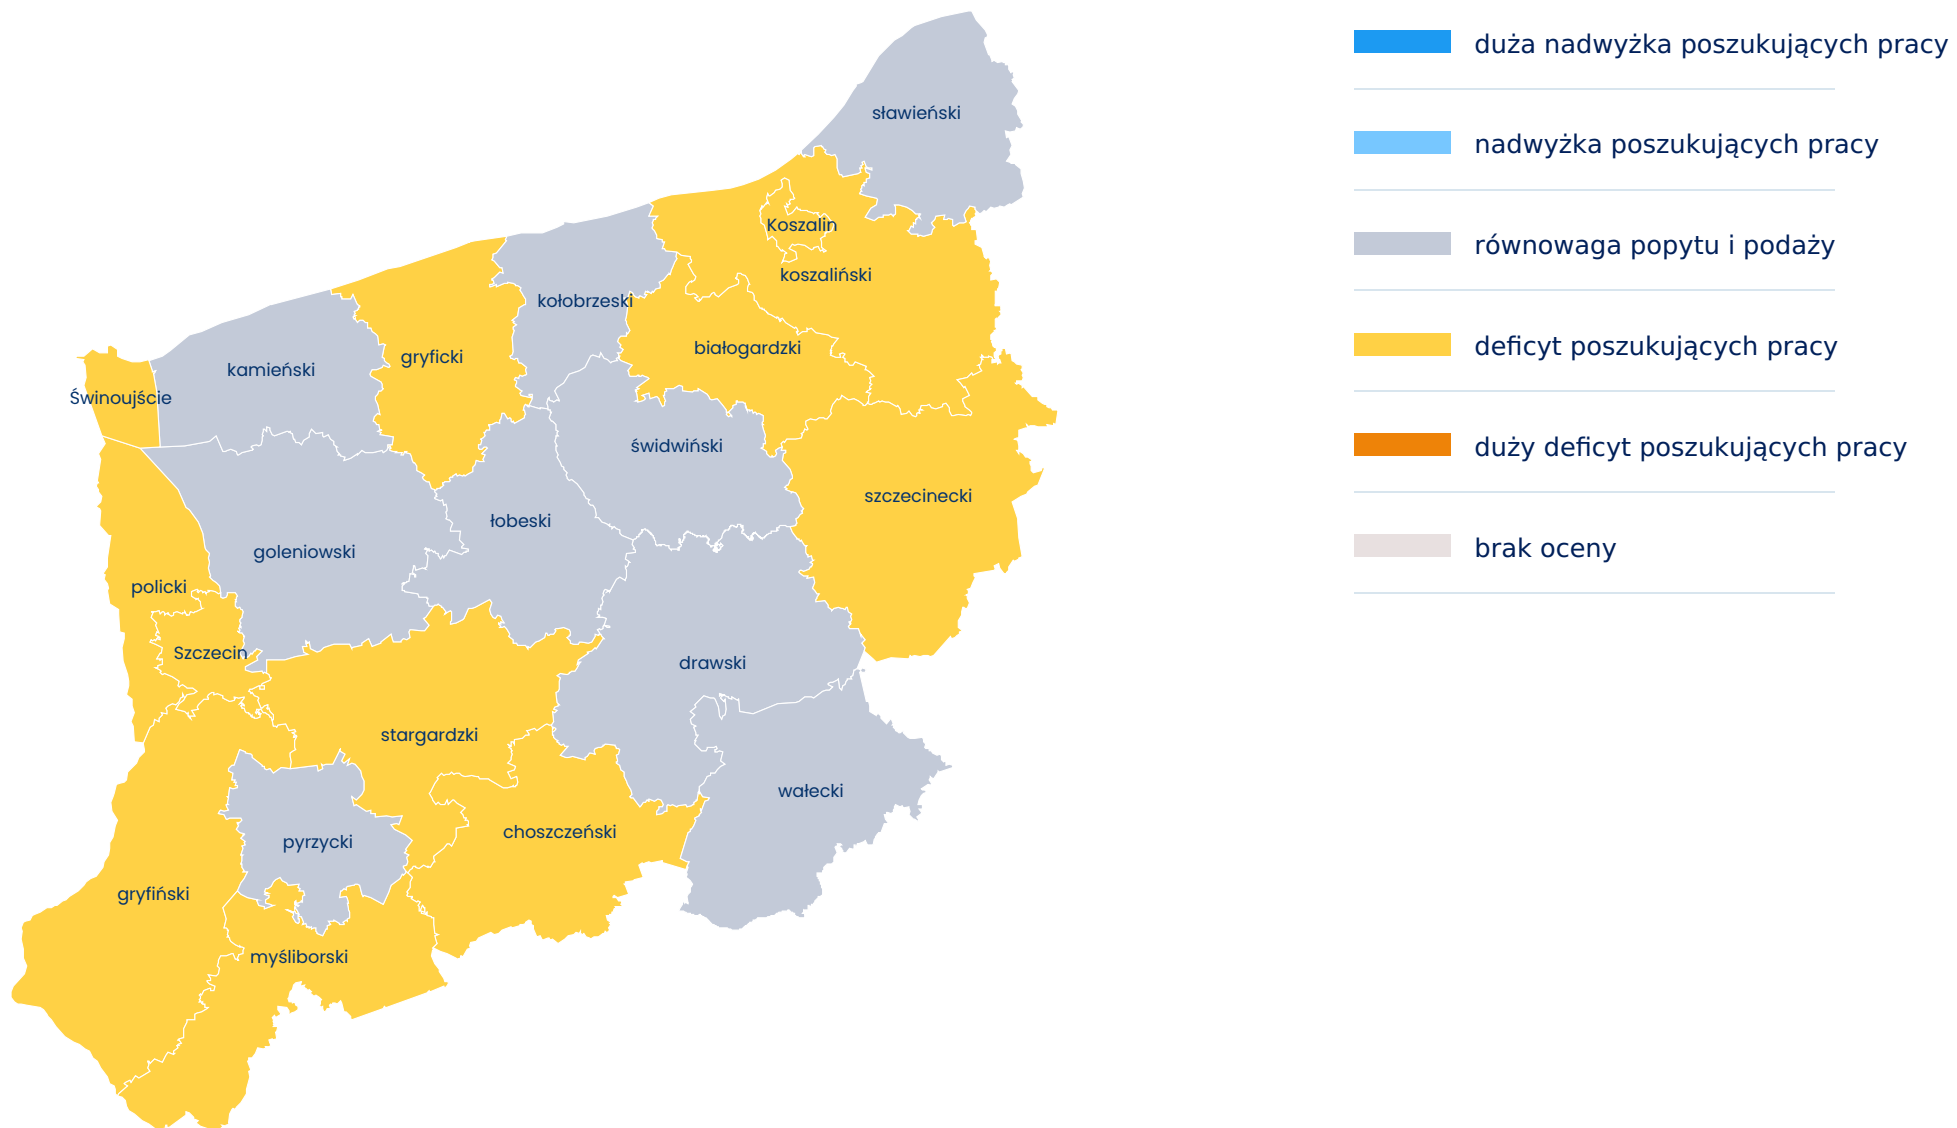 sławieński
Koszalin
koszaliński
kołobrzeski
białogardzki
gryficki
kamieński
Świnoujście
świdwiński
szczecinecki
łobeski
goleniowski
policki
Szczecin
drawski
stargardzki
wałecki
choszczeński
pyrzycki
gryfiński
myśliborski
duża nadwyżka poszukujących pracy
nadwyżka poszukujących pracy
równowaga popytu i podaży
deficyt poszukujących pracy
duży deficyt poszukujących pracy
brak oceny